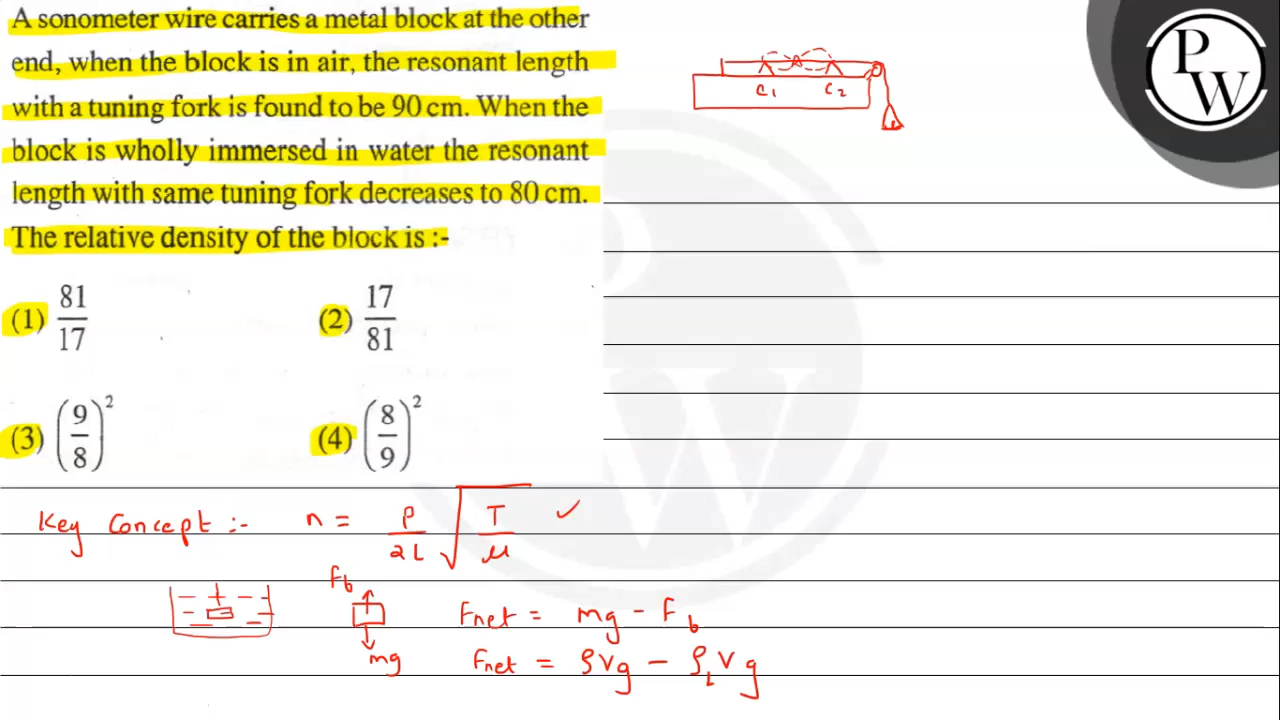 A sonometer wire carries a metal block at the other
end, when the block is in air, the resonant length
with a tuning fork is found to be 90 cm. When the
block is wholly immersed in water the resonant
length with same tuning fork decreases to 80 cm.
The relative density of the block is :-
(1) 81/17 (2) 17/81
(3) (9/8)² (4) (8/9)²
C1 C2
P
W
Key Concept :- n = P/2L √T/μ ✓
Fb
mg
Fnet = mg - Fb
Fnet = ρVg - ρLVg